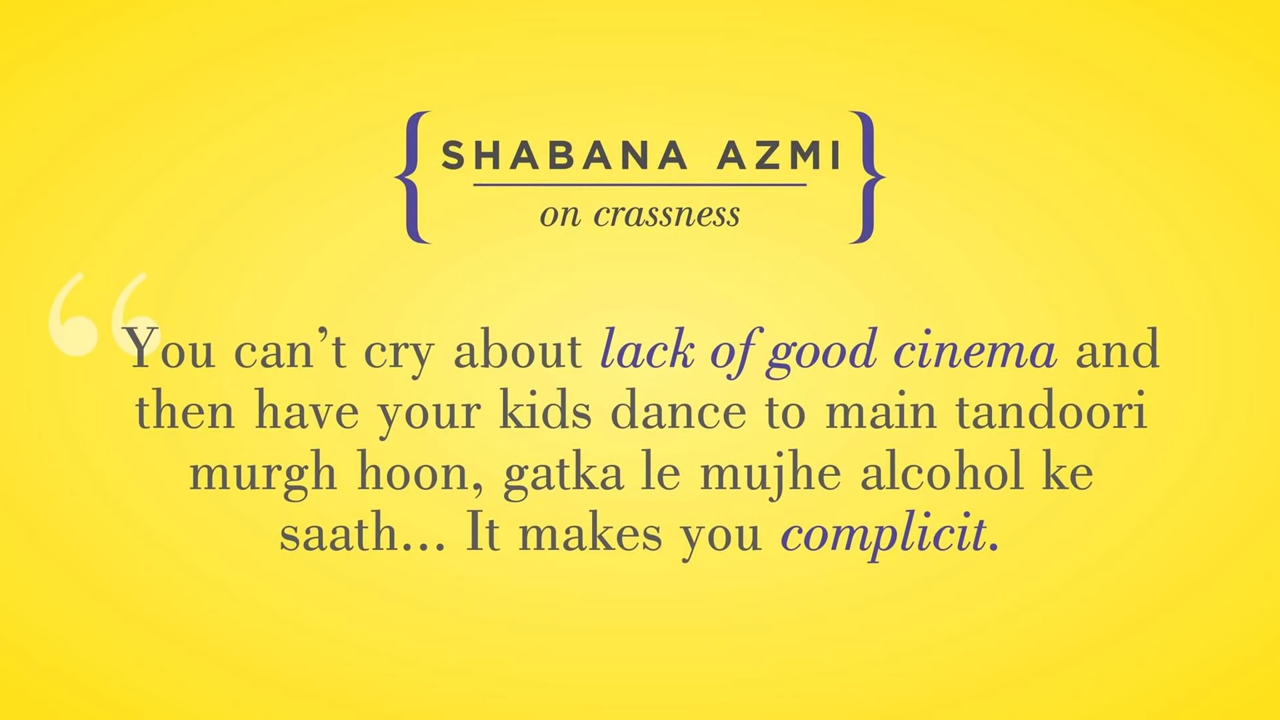 SHABANA AZMI
on crassness
“
You can’t cry about lack of good cinema and
then have your kids dance to main tandoori
murgh hoon, gatka le mujhe alcohol ke
saath... It makes you complicit.